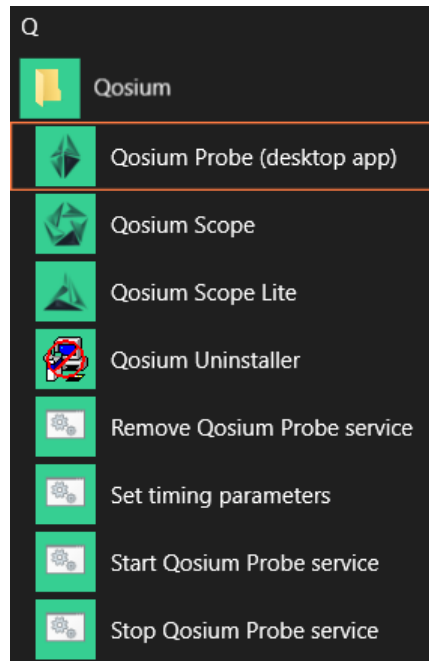 Q
Qosium
Qosium Probe (desktop app)
Qosium Scope
Qosium Scope Lite
Qosium Uninstaller
Remove Qosium Probe service
Set timing parameters
Start Qosium Probe service
Stop Qosium Probe service